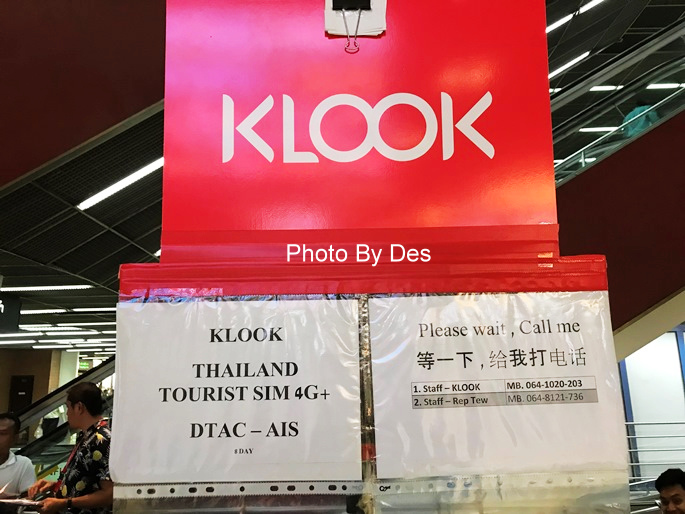 KLOOK
Photo By Des
KLOOK
THAILAND
TOURIST SIM 4G+
DTAC – AIS
8 DAY
Please wait , Call me
等一下 , 给我打电话
1. Staff – KLOOK MB. 064-1020-203
2. Staff – Rep Tew MB. 064-8121-736